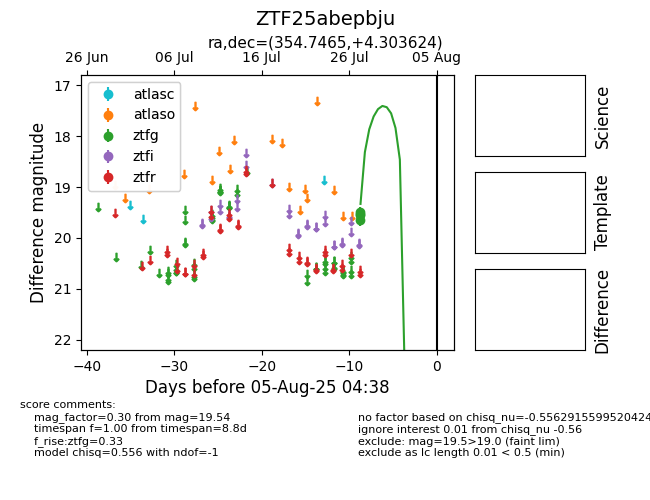 ZTF25abepbju
ra,dec=(354.7465,+4.303624)
26 Jun 06 Jul 16 Jul 26 Jul 05 Aug
17
18
19
20
21
22
Difference magnitude
atlasc
atlaso
ztfg
ztfi
ztfr
−40 −30 −20 −10 0
Days before 05-Aug-25 04:38
Science
Template
Difference
score comments:
mag_factor=0.30 from mag=19.54
timespan f=1.00 from timespan=8.8d
f_rise:ztfg=0.33
model chisq=0.556 with ndof=-1
no factor based on chisq_nu=-0.5562915599520424
ignore interest 0.01 from chisq_nu -0.56
exclude: mag=19.5>19.0 (faint lim)
exclude as lc length 0.01 < 0.5 (min)